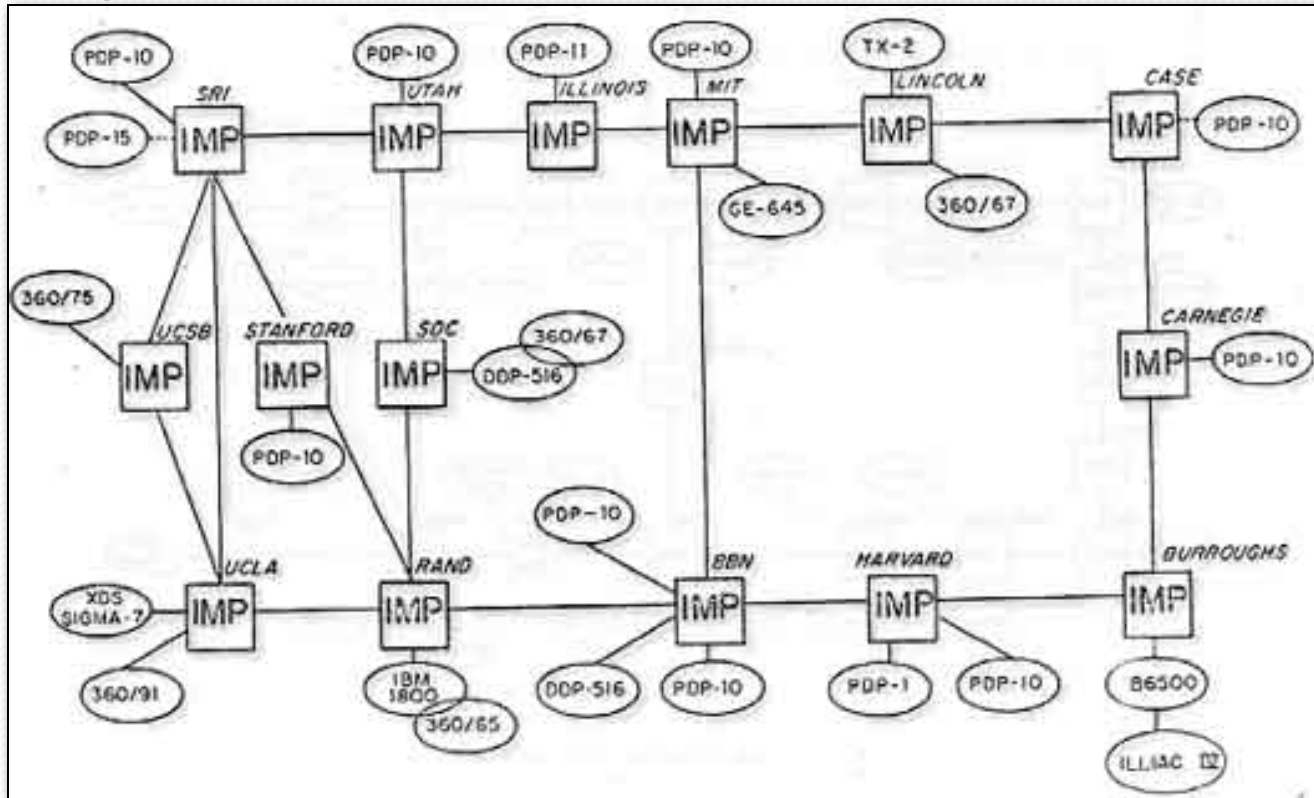 PDP-10
PDP-10
PDP-11
PDP-10
TX-2
SRI
UTAH
ILLINOIS
MIT
LINCOLN
CASE
IMP
IMP
IMP
IMP
IMP
IMP
PDP-15
PDP-10
GE-645
360/67
360/75
UCSB
STANFORD
SDC
360/67
CARNEGIE
IMP
IMP
IMP
DDP-516
IMP
PDP-10
PDP-10
PDP-10
UCLA
RAND
BBN
HARVARD
BURROUGHS
XDS
SIGMA-7
IMP
IMP
IMP
IMP
IMP
360/91
IBM
1800
360/65
DDP-516
PDP-10
PDP-1
PDP-10
B6500
ILLIAC IV